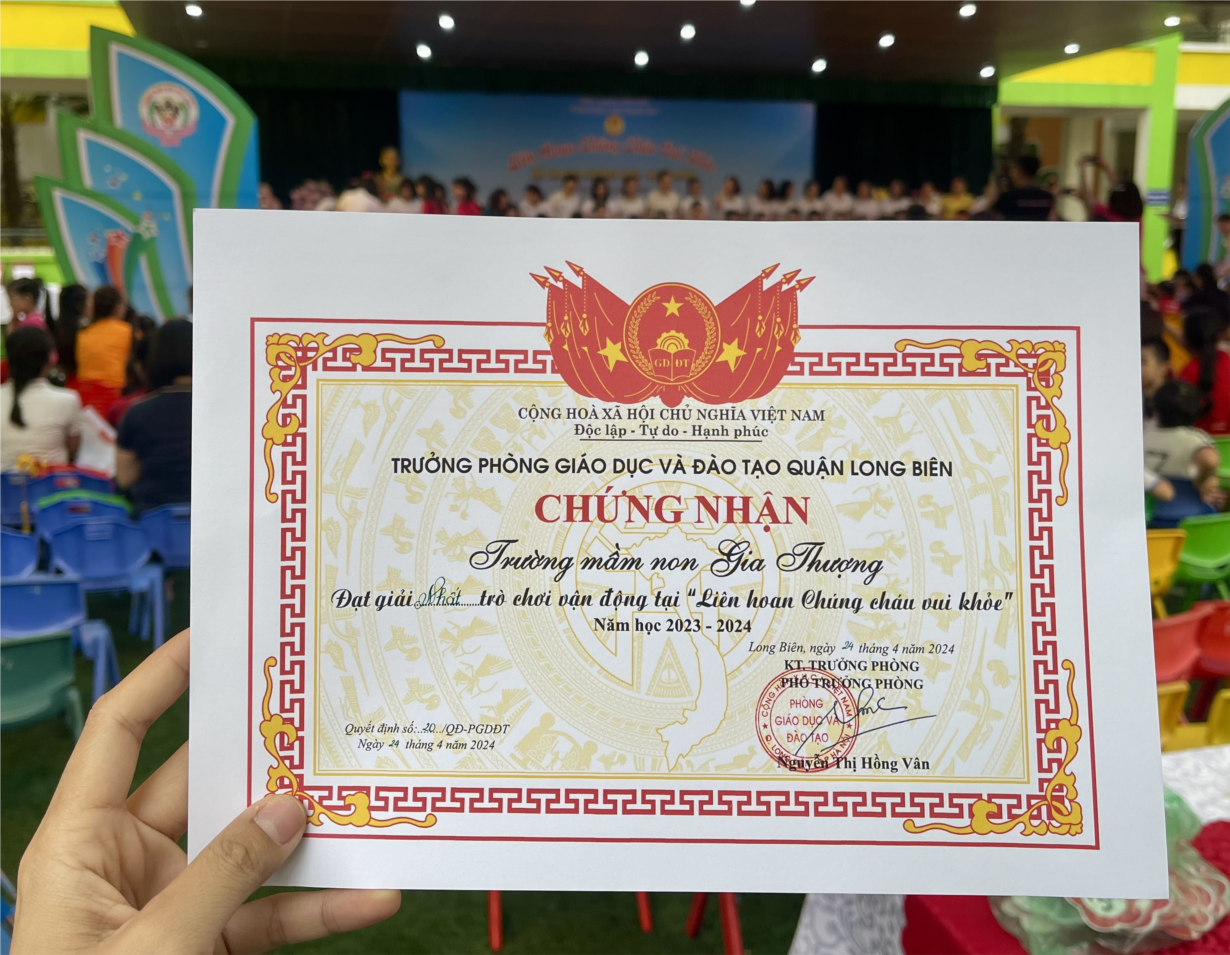 GD ĐT
CỘNG HOÀ XÃ HỘI CHỦ NGHĨA VIỆT NAM
Độc lập - Tự do - Hạnh phúc
TRƯỞNG PHÒNG GIÁO DỤC VÀ ĐÀO TẠO QUẬN LONG BIÊN
CHỨNG NHẬN
Trường mầm non Gia Thượng
Đạt giải Nhất trò chơi vận động tại "Liên hoan Chúng cháu vui khỏe"
Năm học 2023 - 2024
Long Biên, ngày 24 tháng 4 năm 2024
KT. TRƯỞNG PHÒNG
PHÓ TRƯỞNG PHÒNG
PHÒNG
GIÁO DỤC VÀ
ĐÀO TẠO
Quyết định số:..20../QĐ-PGDĐT
Ngày 24 tháng 4 năm 2024
Nguyễn Thị Hồng Vân